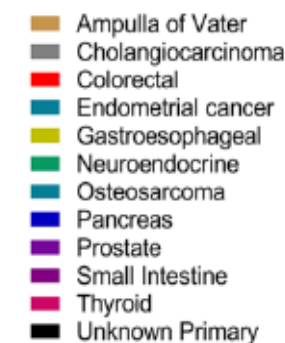 Ampulla of Vater
Cholangiocarcinoma
Colorectal
Endometrial cancer
Gastroesophageal
Neuroendocrine
Osteosarcoma
Pancreas
Prostate
Small Intestine
Thyroid
Unknown Primary